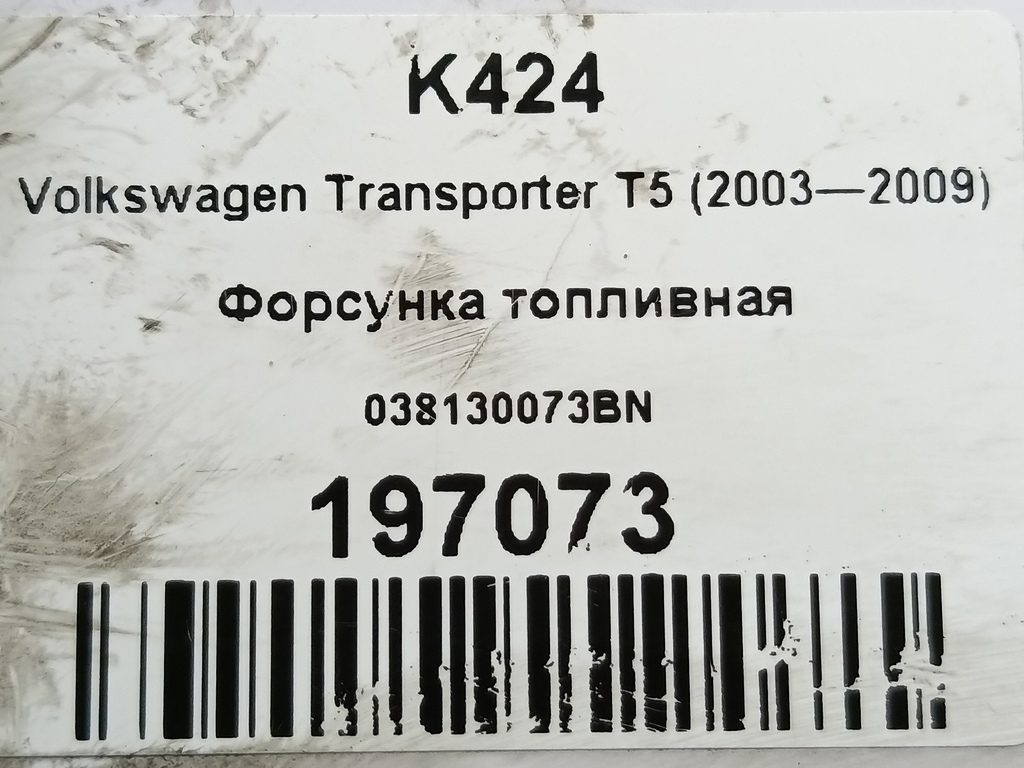 K424
Volkswagen Transporter T5 (2003—2009)
Форсунка топливная
038130073BN
197073